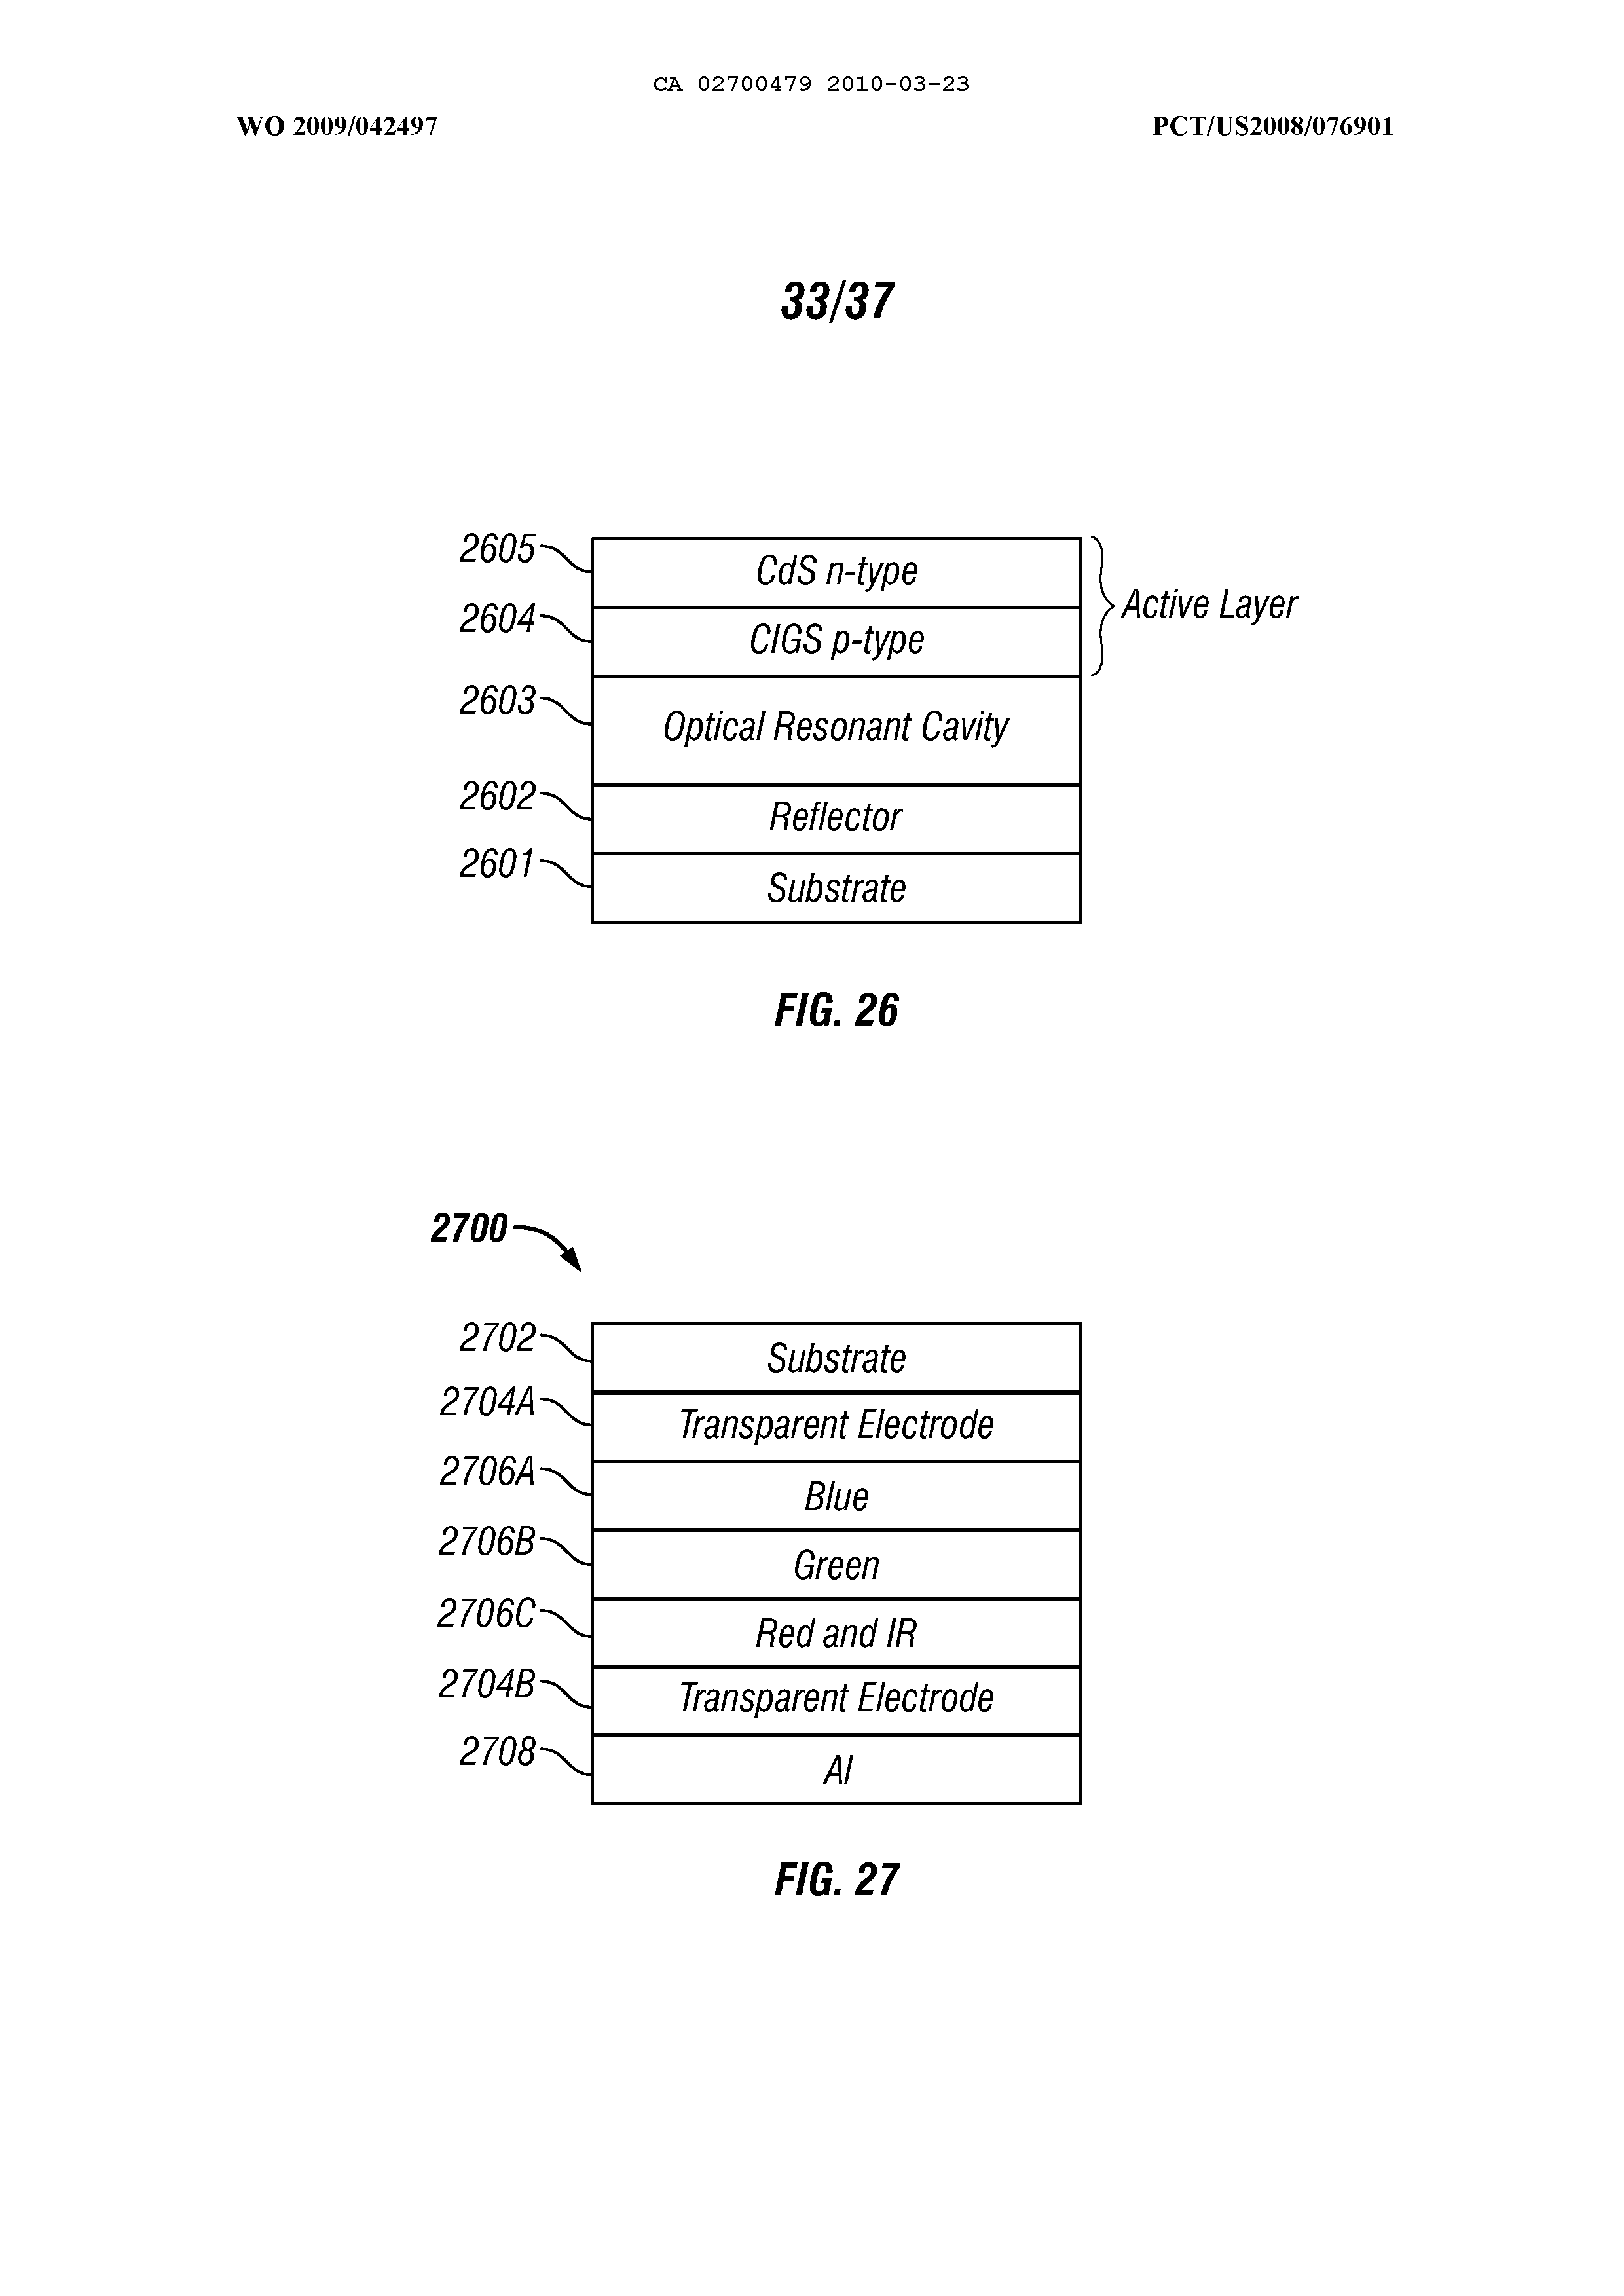 CA 02700479 2010-03-23
WO 2009/042497 PCT/US2008/076901
33/37
2605 CdS n-type
Active Layer
2604 CIGS p-type
2603 Optical Resonant Cavity
2602 Reflector
2601 Substrate
FIG. 26
2700
2702 Substrate
2704A Transparent Electrode
2706A Blue
2706B Green
2706C Red and IR
2704B Transparent Electrode
2708 Al
FIG. 27